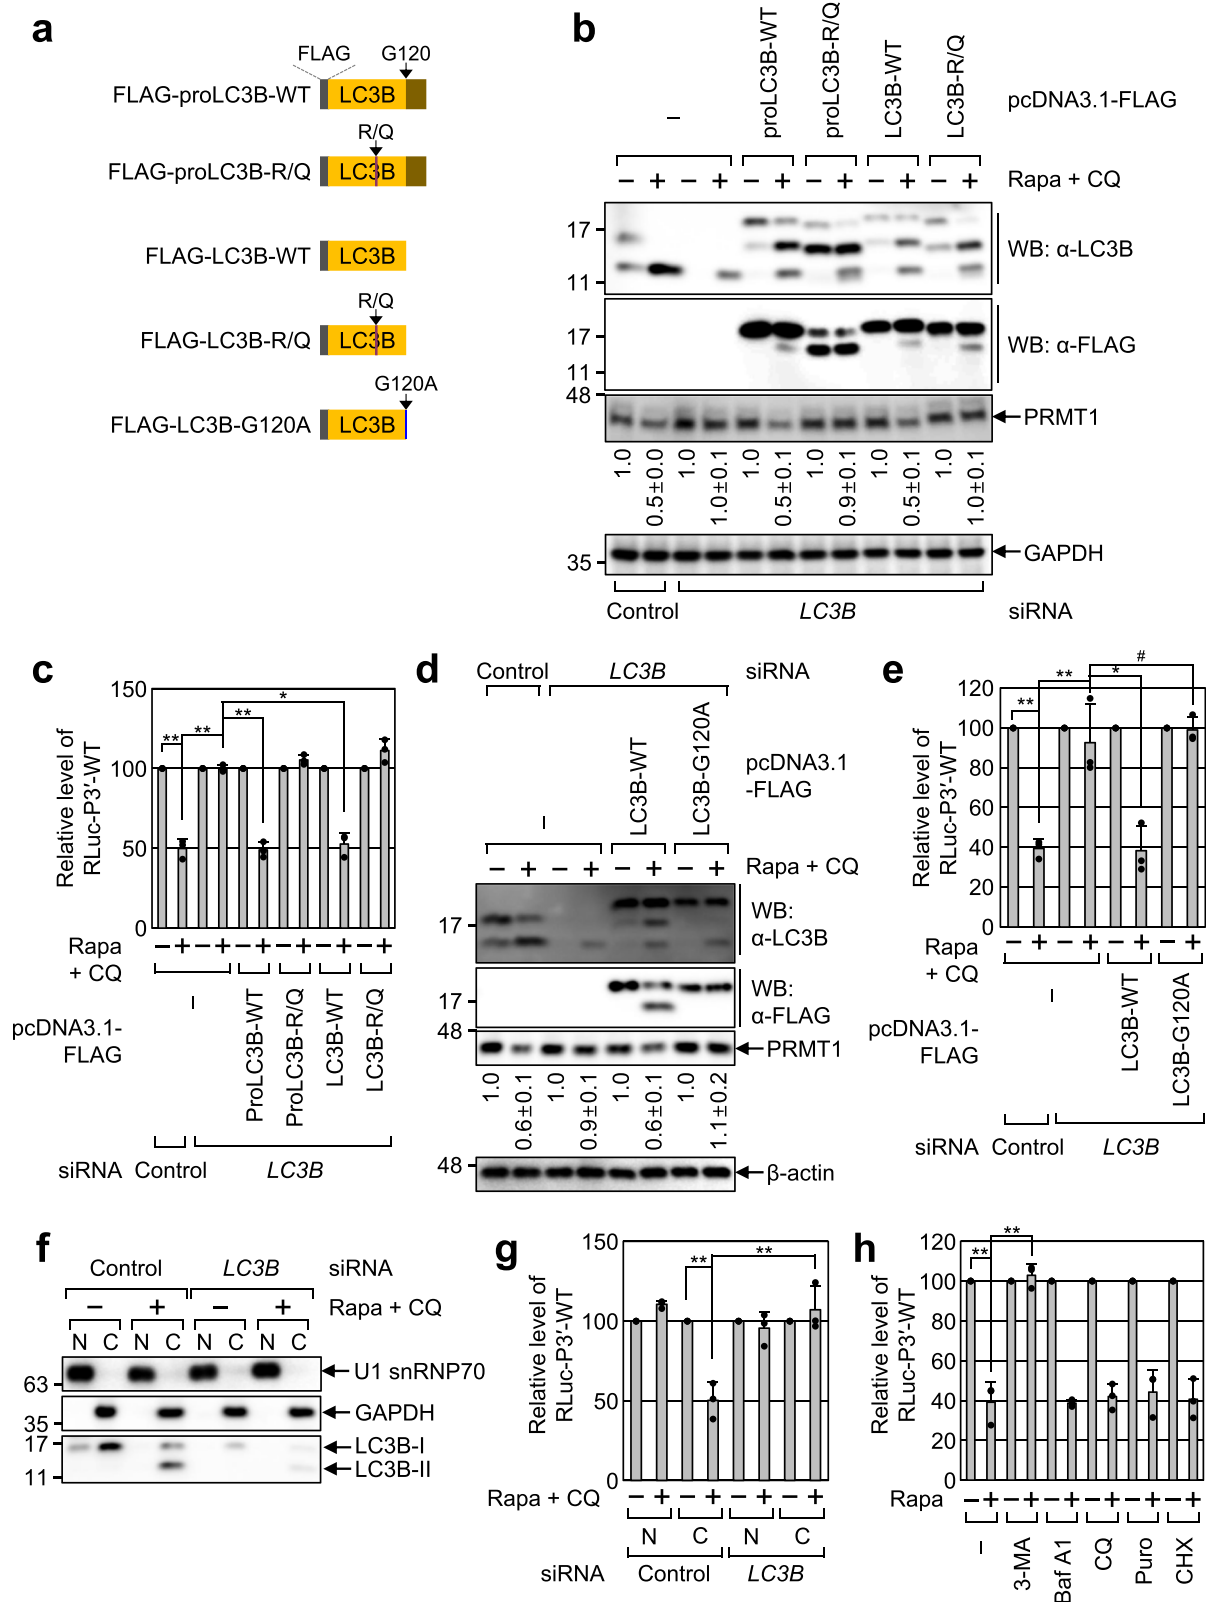 a
FLAG
G120
FLAG-proLC3B-WT
LC3B
R/Q
FLAG-proLC3B-R/Q
LC3B
FLAG-LC3B-WT
LC3B
R/Q
FLAG-LC3B-R/Q
LC3B
G120A
FLAG-LC3B-G120A
LC3B
b
–
proLC3B-WT
proLC3B-R/Q
LC3B-WT
LC3B-R/Q
pcDNA3.1-FLAG
– + – + – + – + – + – +
Rapa + CQ
17
11
WB: α-LC3B
17
11
WB: α-FLAG
48
PRMT1
1.0
0.5±0.0
1.0
1.0±0.1
1.0
0.5±0.1
1.0
0.9±0.1
1.0
0.5±0.1
1.0
1.0±0.1
35
GAPDH
Control
LC3B
siRNA
c
Relative level of
RLuc-P3′-WT
150
100
50
0
** ** ** *
Rapa
+ CQ
– + – + – + – + – + – +
–
pcDNA3.1-
FLAG
ProLC3B-WT
ProLC3B-R/Q
LC3B-WT
LC3B-R/Q
siRNA
Control
LC3B
d
Control
LC3B
siRNA
–
LC3B-WT
LC3B-G120A
pcDNA3.1
-FLAG
– + – + – + – +
Rapa + CQ
17
WB:
α-LC3B
17
WB:
α-FLAG
48
PRMT1
1.0
0.6±0.1
1.0
0.9±0.1
1.0
0.6±0.1
1.0
1.1±0.2
48
β-actin
e
Relative level of
RLuc-P3′-WT
120
100
80
60
40
20
0
** ** * #
Rapa
+ CQ
– + – + – + – +
–
pcDNA3.1-
FLAG
LC3B-WT
LC3B-G120A
siRNA
Control
LC3B
f
Control
LC3B
siRNA
– + – +
Rapa + CQ
N C N C N C N C
63
U1 snRNP70
35
GAPDH
17
LC3B-I
11
LC3B-II
g
Relative level of
RLuc-P3′-WT
150
100
50
0
** **
Rapa + CQ
– + – + – + – +
N C N C
siRNA
Control
LC3B
h
Relative level of
RLuc-P3′-WT
120
100
80
60
40
20
0
** **
Rapa
– + – + – + – + – + – +
–
3-MA
Baf A1
CQ
Puro
CHX